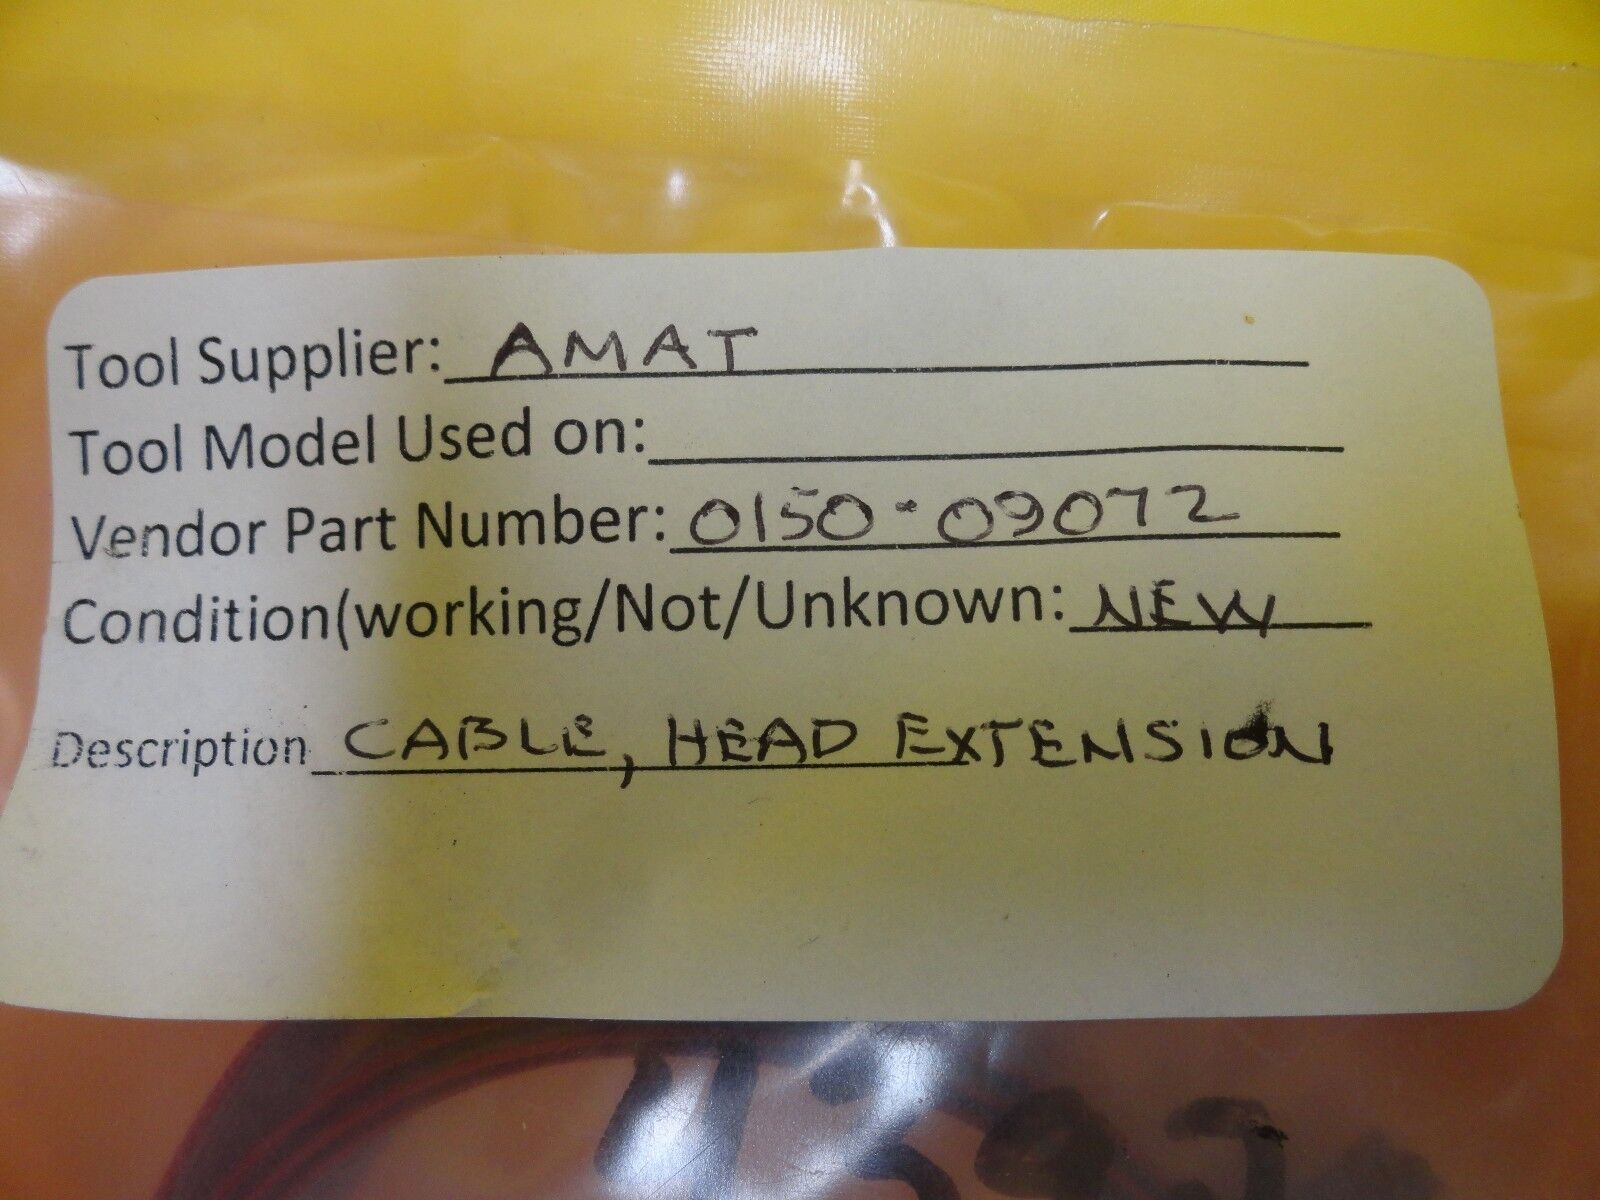 Tool Supplier: AMAT
Tool Model Used on:
Vendor Part Number: 0150-09072
Condition(working/Not/Unknown: NEW
Description CABLE, HEAD EXTENSION